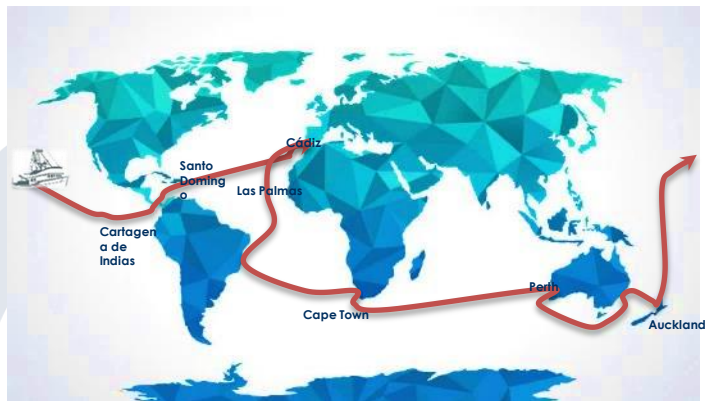 Cádiz
Santo
Doming
o
Las Palmas
Cartagen
a de
Indias
Perth
Cape Town
Auckland